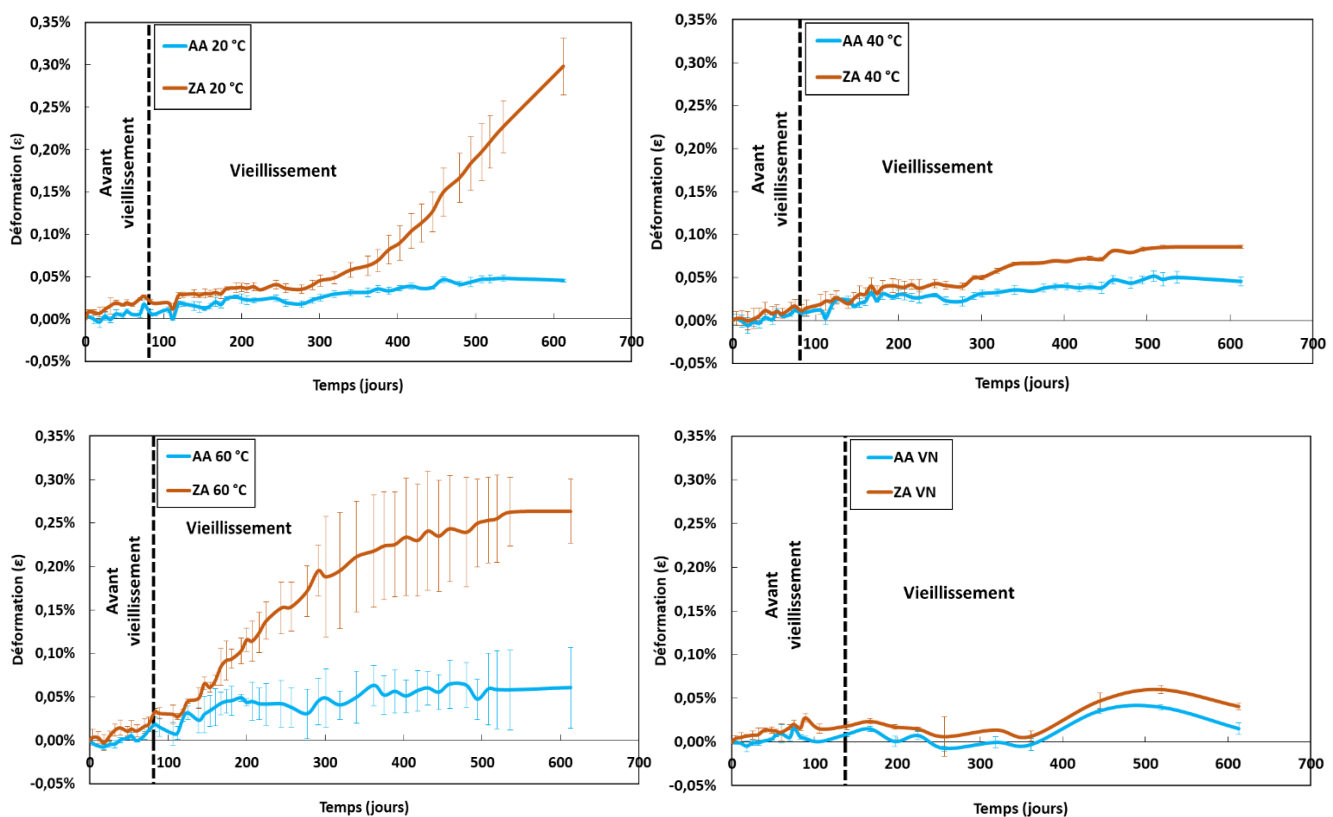 0,35%
0,30%
0,25%
0,20%
0,15%
0,10%
0,05%
0,00%
-0,05%
Déformation (ε)
Avant
vieillissement
AA 20 °C
ZA 20 °C
Vieillissement
0 100 200 300 400 500 600 700
Temps (jours)
0,35%
0,30%
0,25%
0,20%
0,15%
0,10%
0,05%
0,00%
-0,05%
Déformation (ε)
Avant
vieillissement
AA 40 °C
ZA 40 °C
Vieillissement
0 100 200 300 400 500 600 700
Temps (jours)
0,35%
0,30%
0,25%
0,20%
0,15%
0,10%
0,05%
0,00%
-0,05%
Déformation (ε)
Avant
vieillissement
AA 60 °C
ZA 60 °C
Vieillissement
0 100 200 300 400 500 600 700
Temps (jours)
0,35%
0,30%
0,25%
0,20%
0,15%
0,10%
0,05%
0,00%
-0,05%
Déformation (ε)
Avant
vieillissement
AA VN
ZA VN
Vieillissement
0 100 200 300 400 500 600 700
Temps (jours)